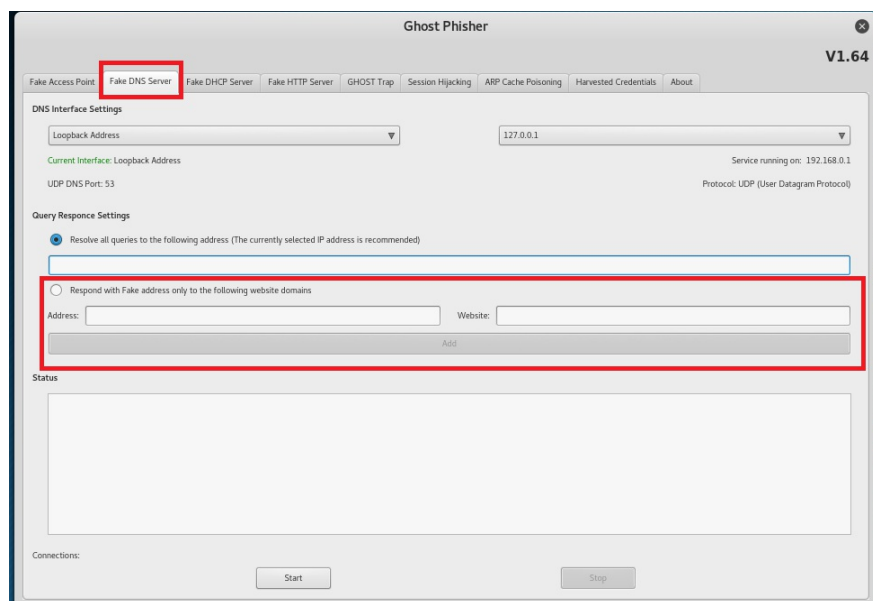 Ghost Phisher
V1.64
Fake Access Point Fake DNS Server Fake DHCP Server Fake HTTP Server GHOST Trap Session Hijacking ARP Cache Poisoning Harvested Credentials About
DNS Interface Settings
Loopback Address 127.0.0.1
Current Interface: Loopback Address Service running on: 192.168.0.1
UDP DNS Port: 53 Protocol: UDP (User Datagram Protocol)
Query Responce Settings
Resolve all queries to the following address (The currently selected IP address is recommended)
Respond with Fake address only to the following website domains
Address: Website:
Add
Status
Connections:
Start Stop